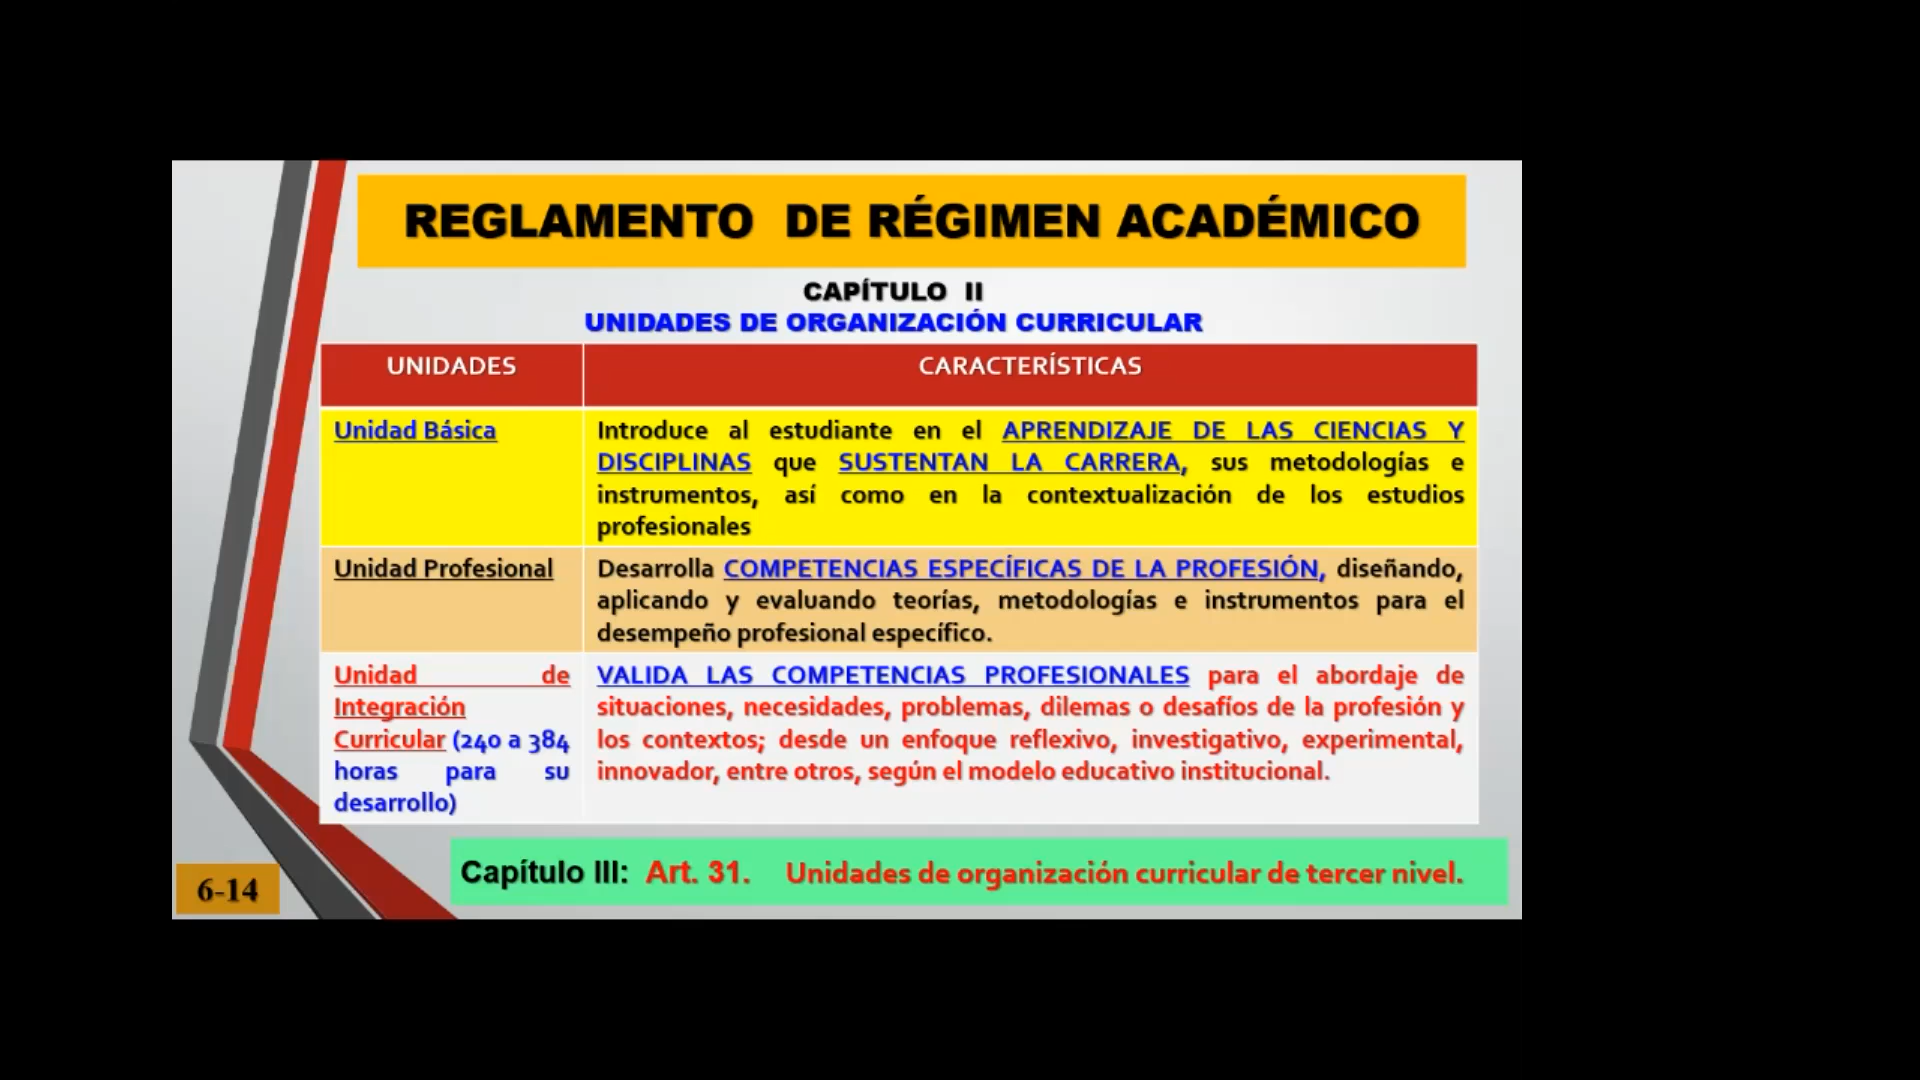 REGLAMENTO DE RÉGIMEN ACADÉMICO
CAPÍTULO II
UNIDADES DE ORGANIZACIÓN CURRICULAR
UNIDADES
CARACTERÍSTICAS
Unidad Básica
Introduce al estudiante en el APRENDIZAJE DE LAS CIENCIAS Y
DISCIPLINAS que SUSTENTAN LA CARRERA, sus metodologías e
instrumentos, así como en la contextualización de los estudios
profesionales
Unidad Profesional
Desarrolla COMPETENCIAS ESPECÍFICAS DE LA PROFESIÓN, diseñando,
aplicando y evaluando teorías, metodologías e instrumentos para el
desempeño profesional específico.
Unidad de
Integración
Curricular (240 a 384
horas para su
desarrollo)
VALIDA LAS COMPETENCIAS PROFESIONALES para el abordaje de
situaciones, necesidades, problemas, dilemas o desafíos de la profesión y
los contextos; desde un enfoque reflexivo, investigativo, experimental,
innovador, entre otros, según el modelo educativo institucional.
Capítulo III: Art. 31. Unidades de organización curricular de tercer nivel.
6-14